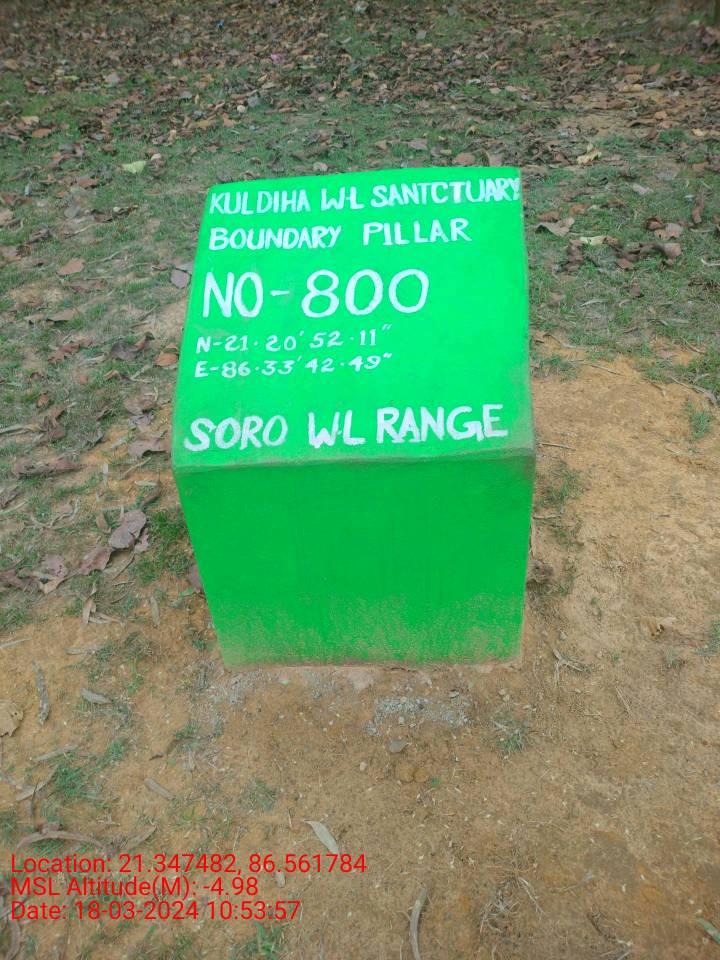 KULDIHA W.L SANTCTUARY
BOUNDARY PILLAR
NO-800
N-21.20'52.11"
E-86.33'42.49"
SORO W.L RANGE
Location: 21.347482, 86.561784
MSL Altitude(M): -4.98
Date: 18-03-2024 10:53:57